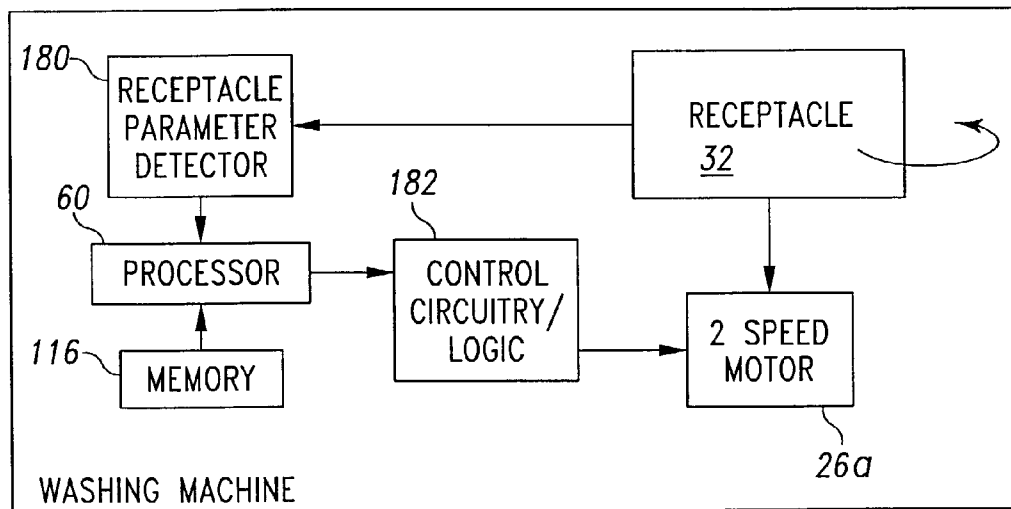 180
RECEPTACLE
PARAMETER
DETECTOR
RECEPTACLE
32
60
PROCESSOR
182
CONTROL
CIRCUITRY/
LOGIC
2 SPEED
MOTOR
116
MEMORY
26a
WASHING MACHINE